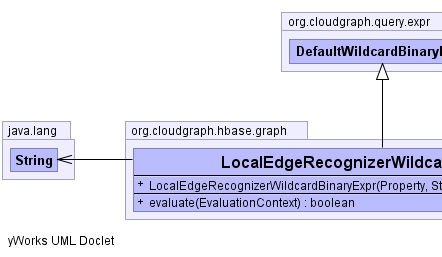 org.cloudgraph.query.expr
DefaultWildcardBinaryE
java.lang
String
org.cloudgraph.hbase.graph
LocalEdgeRecognizerWildca
+ LocalEdgeRecognizerWildcardBinaryExpr(Property, St
+ evaluate(EvaluationContext) : boolean
yWorks UML Doclet